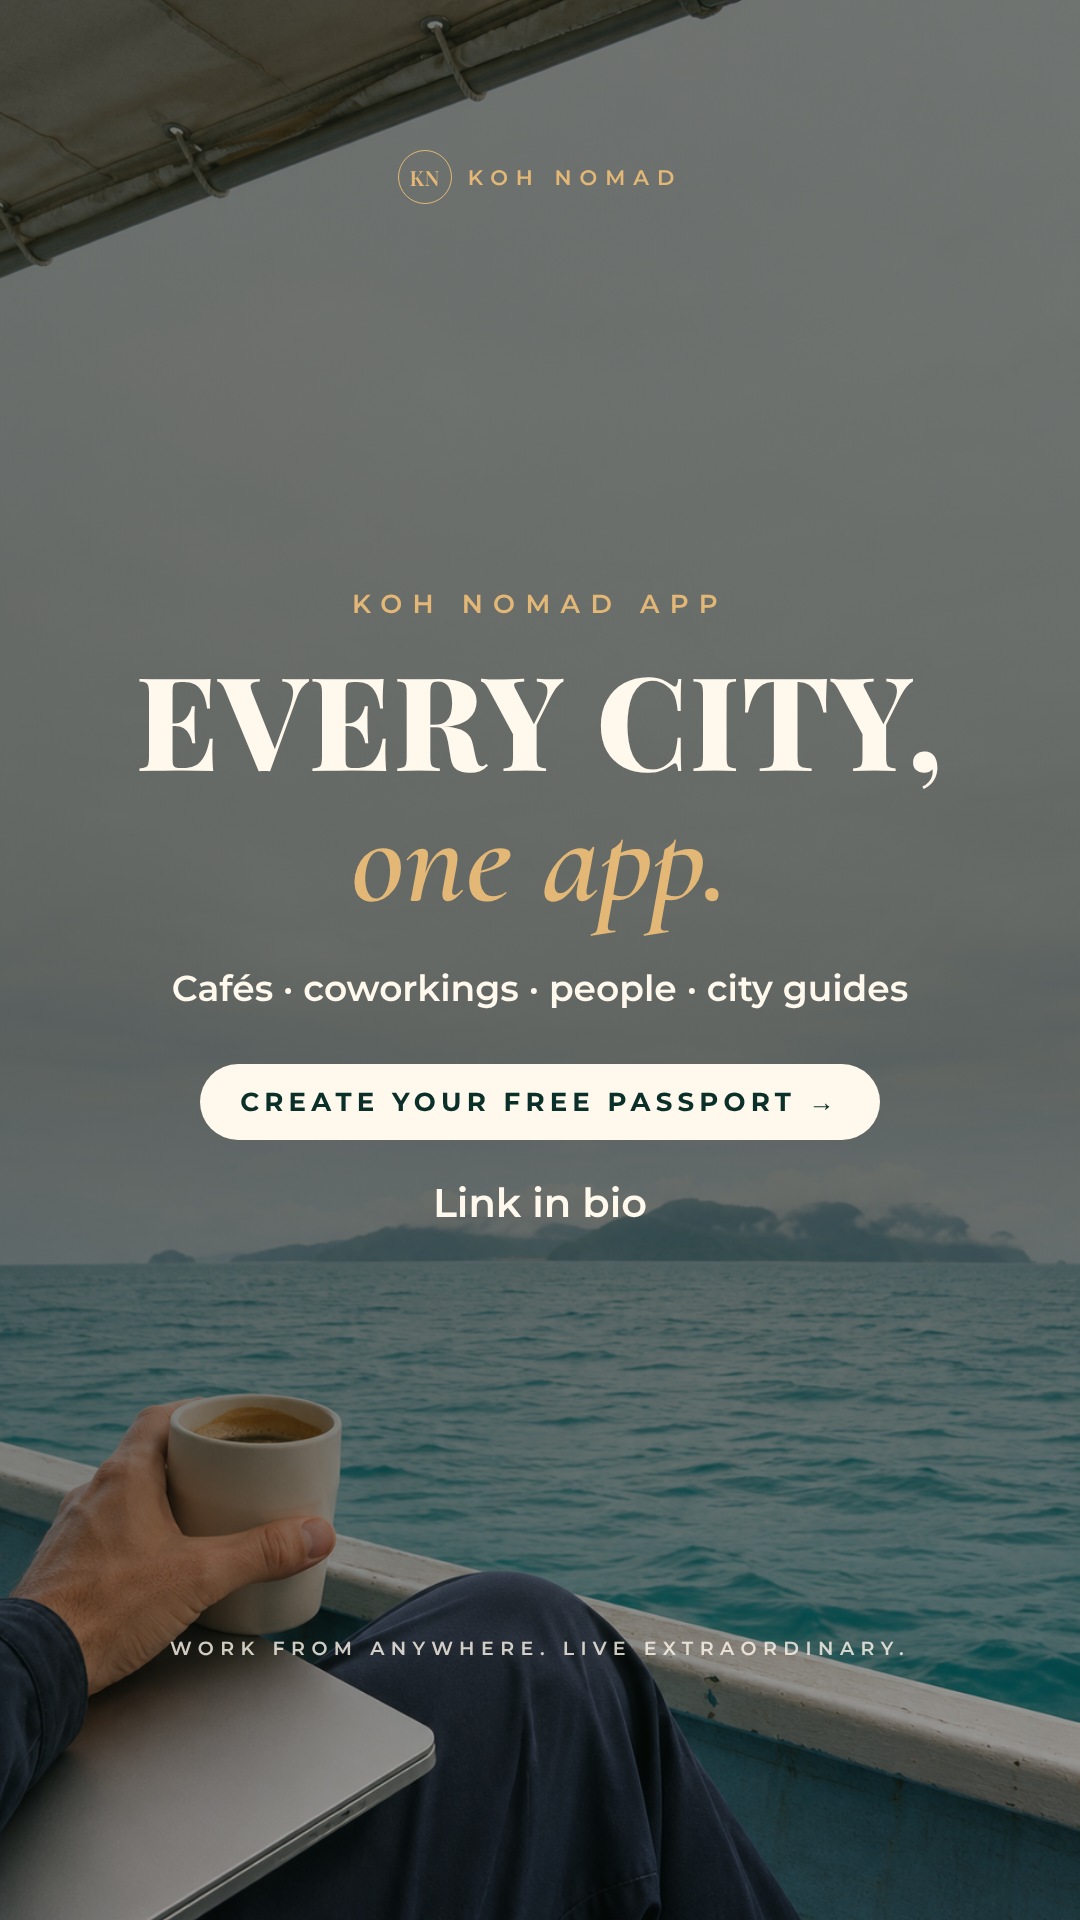 KN KOH NOMAD
KOH NOMAD APP
EVERY CITY,
one app.
Cafés · coworkings · people · city guides
CREATE YOUR FREE PASSPORT →
Link in bio
WORK FROM ANYWHERE. LIVE EXTRAORDINARY.